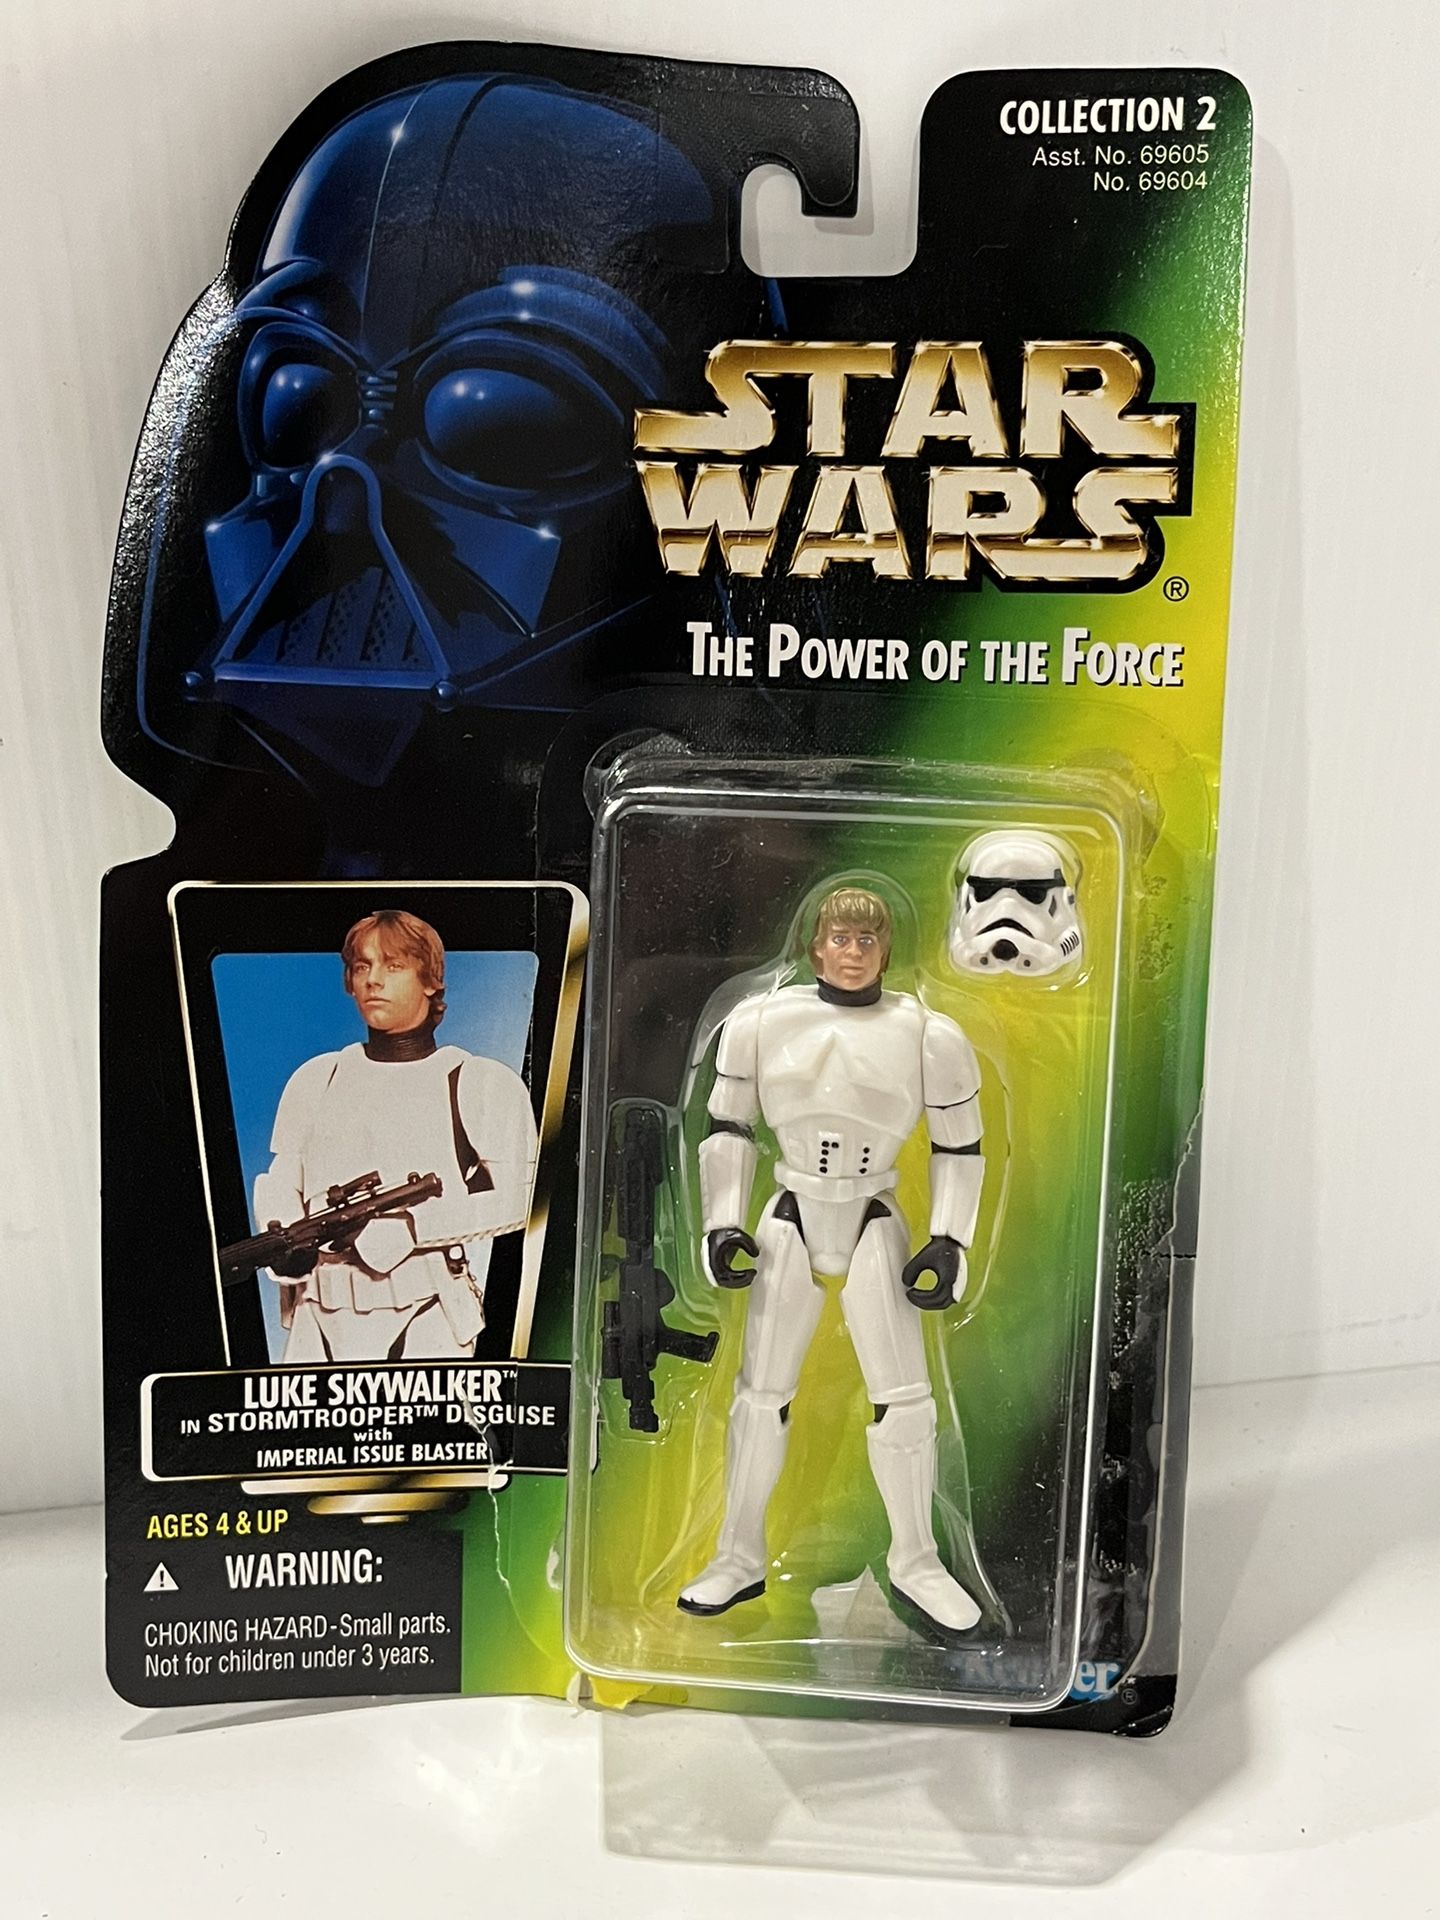 COLLECTION 2
Asst. No. 69605
No. 69604
STAR
WARS®
THE POWER OF THE FORCE
LUKE SKYWALKER™
IN STORMTROOPER™ DISGUISE
with
IMPERIAL ISSUE BLASTER
AGES 4 & UP
WARNING:
CHOKING HAZARD-Small parts.
Not for children under 3 years.
Kenner®